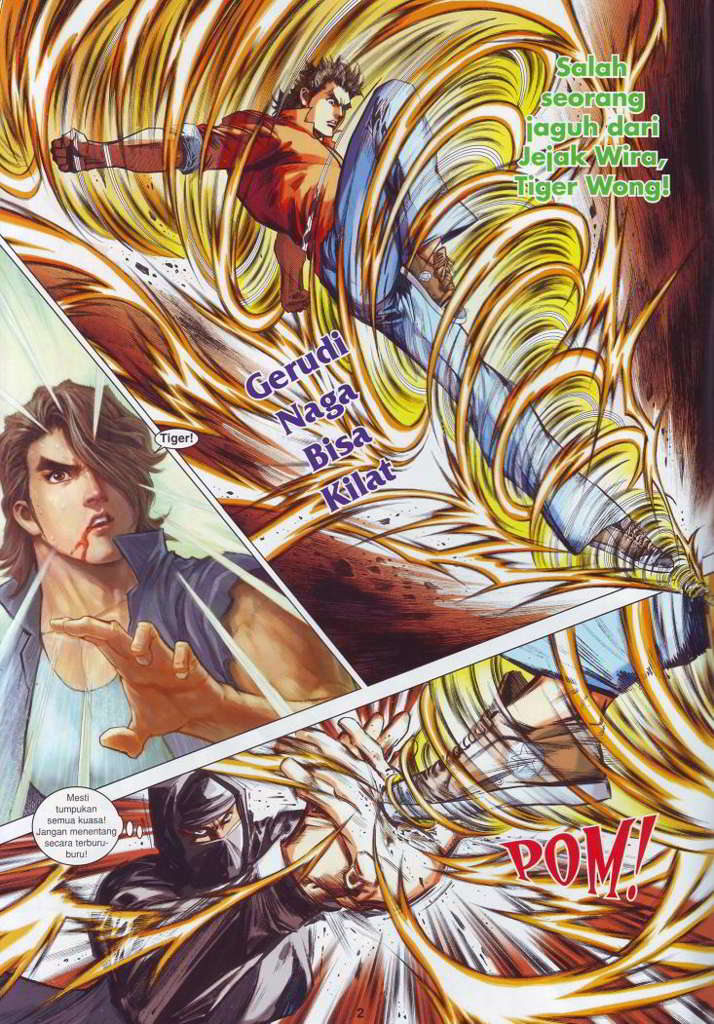 Salah
seorang
jaguh dari
Jejak Wira,
Tiger Wong!
Gerudi
Naga
Bisa
Kilat
Tiger!
Mesti
tumpukan
semua kuasa!
Jangan menentang
secara terburu-
buru!
POM!
2